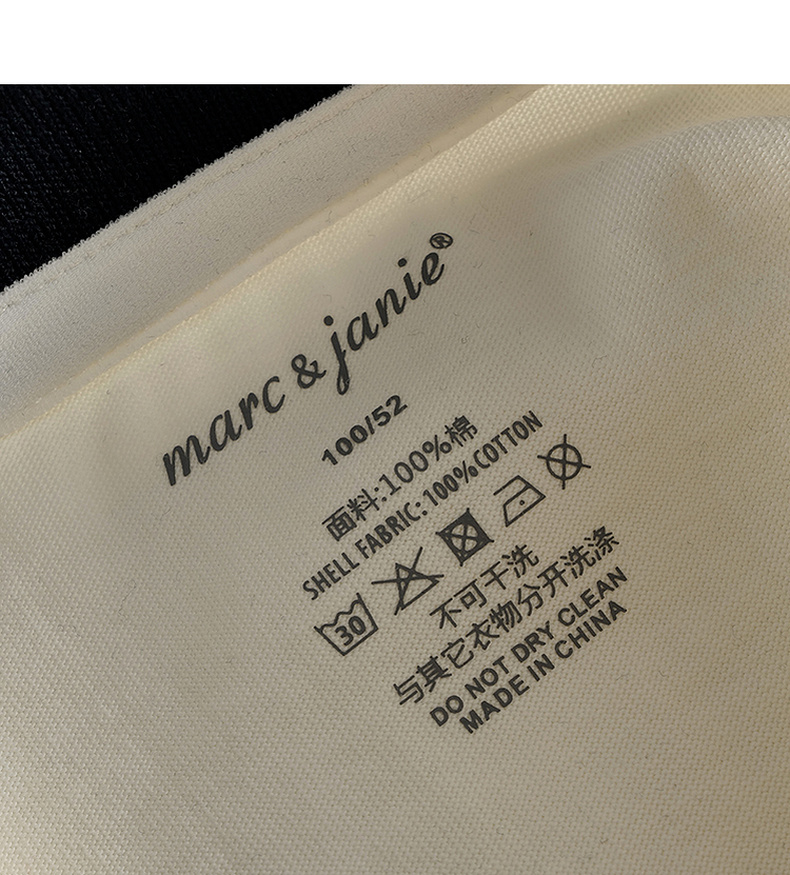 marc & janie®
100/52
面料:100%棉
SHELL FABRIC:100%COTTON
30
不可干洗
与其它衣物分开洗涤
DO NOT DRY CLEAN
MADE IN CHINA